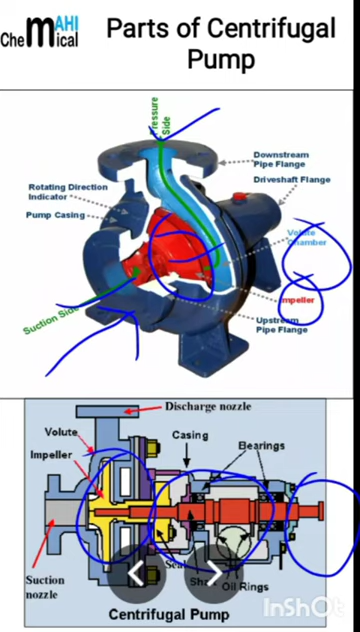 MAHI
Chemical
Parts of Centrifugal
Pump
Pressure
Side
Downstream
Pipe Flange
Driveshaft Flange
Rotating Direction
Indicator
Pump Casing
Volute
Chamber
Impeller
Suction Side
Upstream
Pipe Flange
Discharge nozzle
Volute
Casing
Impeller
Bearings
Suction
nozzle
Oil Rings
Centrifugal Pump
InShOt